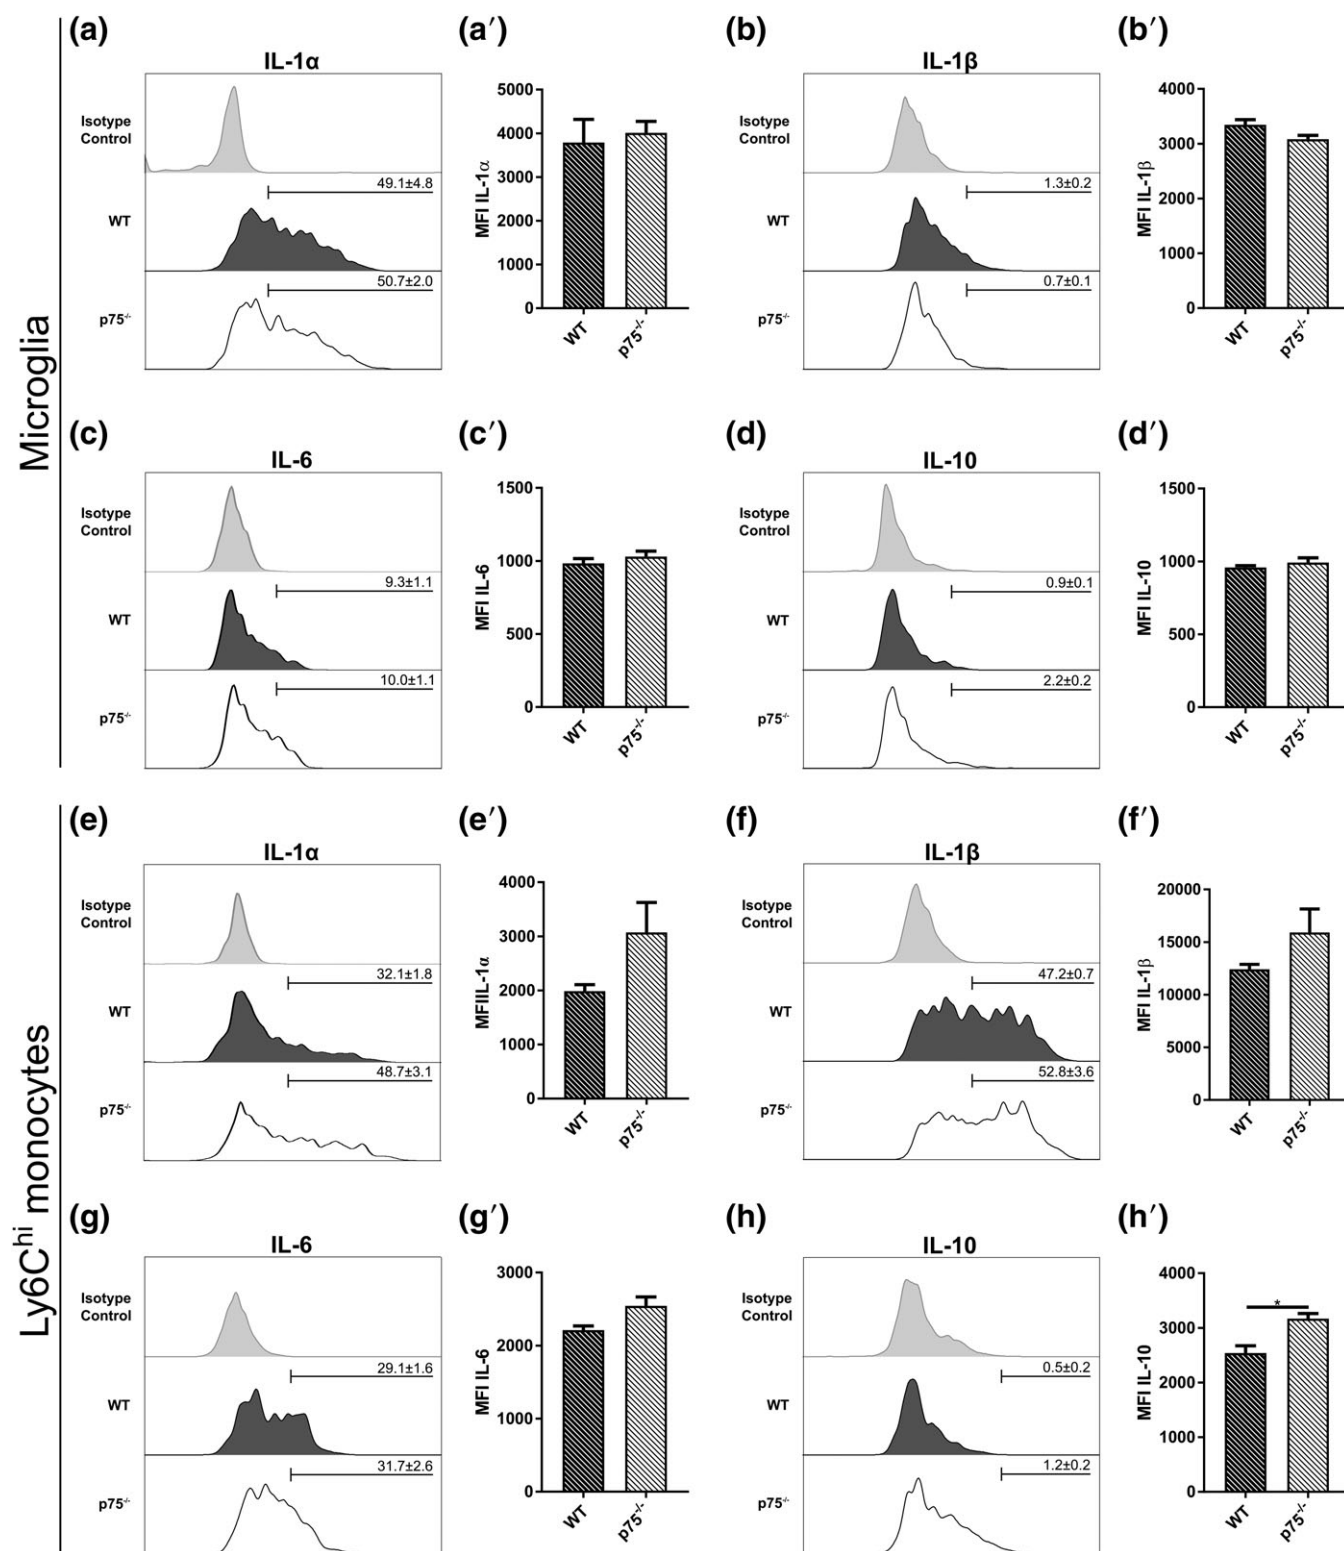 (a)
IL-1α
Isotype
Control
49.1±4.8
WT
50.7±2.0
p75-/-
(a′)
5000
4000
3000
2000
1000
0
MFI IL-1α
WT
p75-/-
(b)
IL-1β
Isotype
Control
1.3±0.2
WT
0.7±0.1
p75-/-
(b′)
4000
3000
2000
1000
0
MFI IL-1β
WT
p75-/-
Microglia
(c)
IL-6
Isotype
Control
9.3±1.1
WT
10.0±1.1
p75-/-
(c′)
1500
1000
500
0
MFI IL-6
WT
p75-/-
(d)
IL-10
Isotype
Control
0.9±0.1
WT
2.2±0.2
p75-/-
(d′)
1500
1000
500
0
MFI IL-10
WT
p75-/-
(e)
IL-1α
Isotype
Control
32.1±1.8
WT
48.7±3.1
p75-/-
(e′)
4000
3000
2000
1000
0
MFIIL-1α
WT
p75-/-
(f)
IL-1β
Isotype
Control
47.2±0.7
WT
52.8±3.6
p75-/-
(f′)
20000
15000
10000
5000
0
MFI IL-1β
WT
p75-/-
Ly6Chi monocytes
(g)
IL-6
Isotype
Control
29.1±1.6
WT
31.7±2.6
p75-/-
(g′)
3000
2000
1000
0
MFI IL-6
WT
p75-/-
(h)
IL-10
Isotype
Control
0.5±0.2
WT
1.2±0.2
p75-/-
(h′)
4000
3000
2000
1000
0
MFI IL-10
*
WT
p75-/-